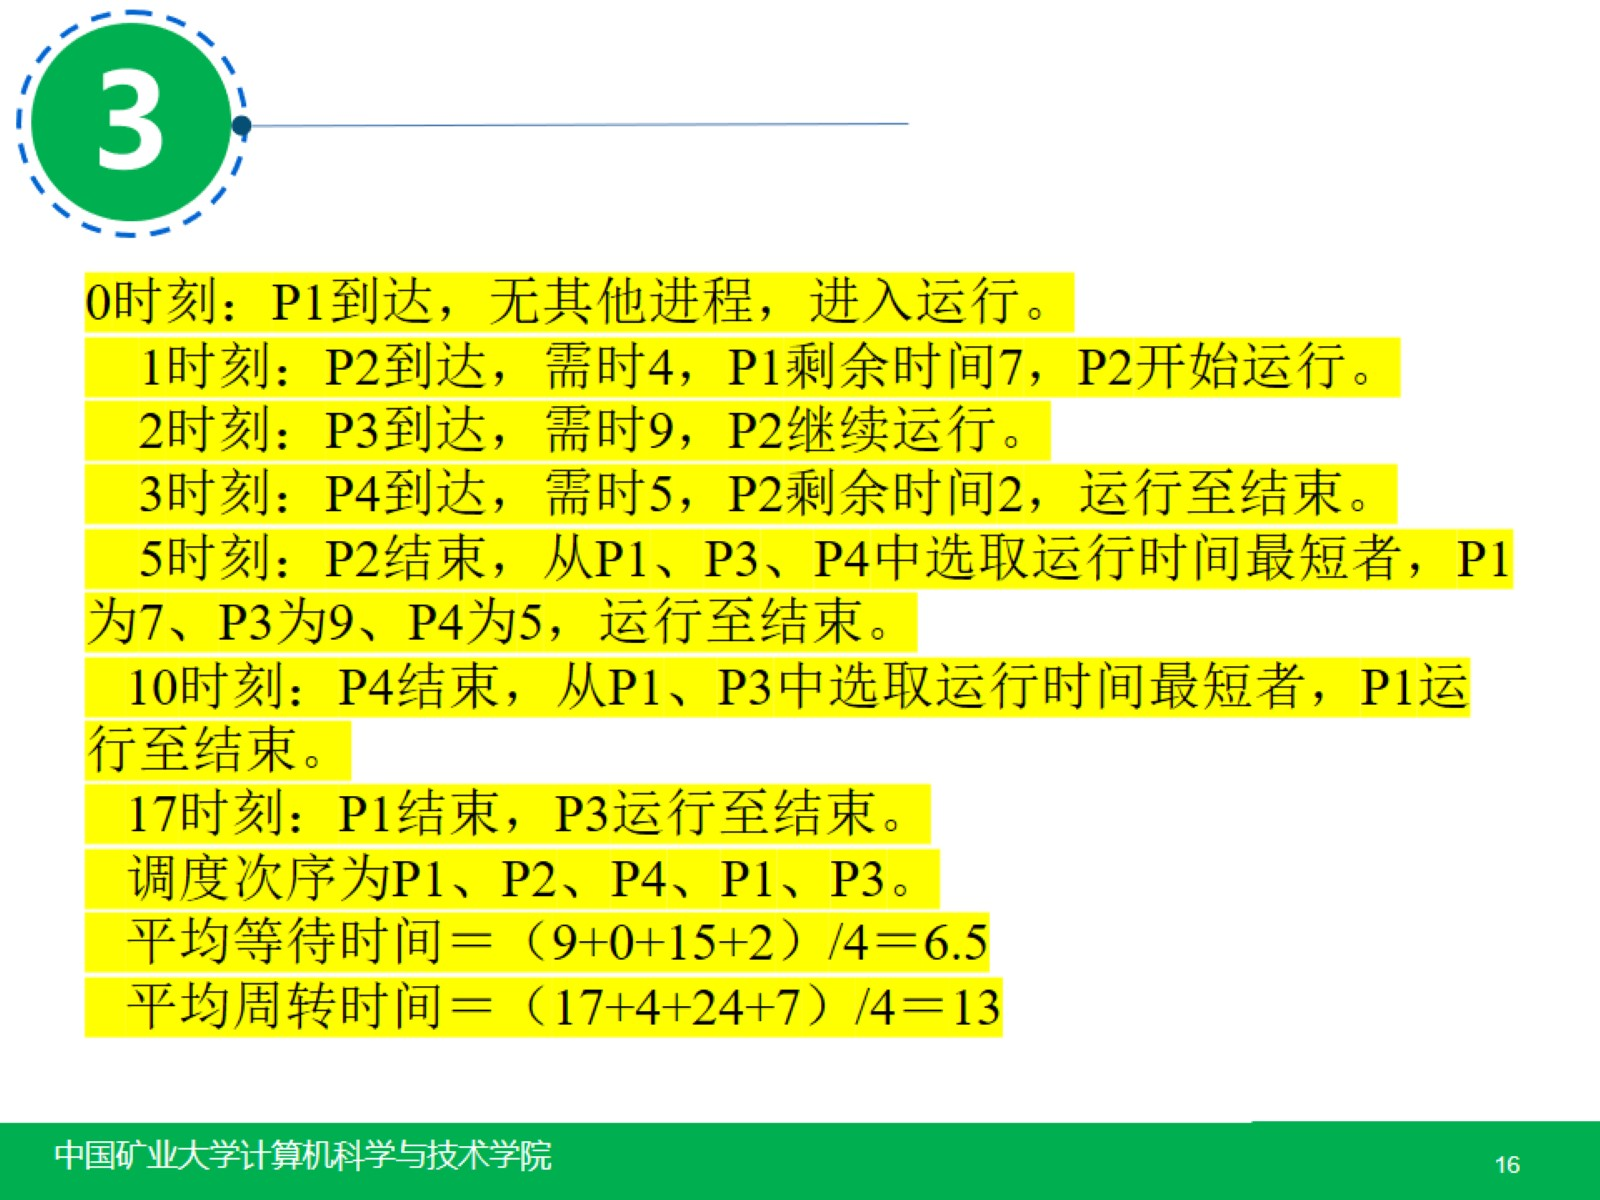 3
0时刻：P1到达，无其他进程，进入运行。
1时刻：P2到达，需时4，P1剩余时间7，P2开始运行。
2时刻：P3到达，需时9，P2继续运行。
3时刻：P4到达，需时5，P2剩余时间2，运行至结束。
5时刻：P2结束，从P1、P3、P4中选取运行时间最短者，P1
为7、P3为9、P4为5，运行至结束。
10时刻：P4结束，从P1、P3中选取运行时间最短者，P1运
行至结束。
17时刻：P1结束，P3运行至结束。
调度次序为P1、P2、P4、P1、P3。
平均等待时间＝（9+0+15+2）/4＝6.5
平均周转时间＝（17+4+24+7）/4＝13
中国矿业大学计算机科学与技术学院
16